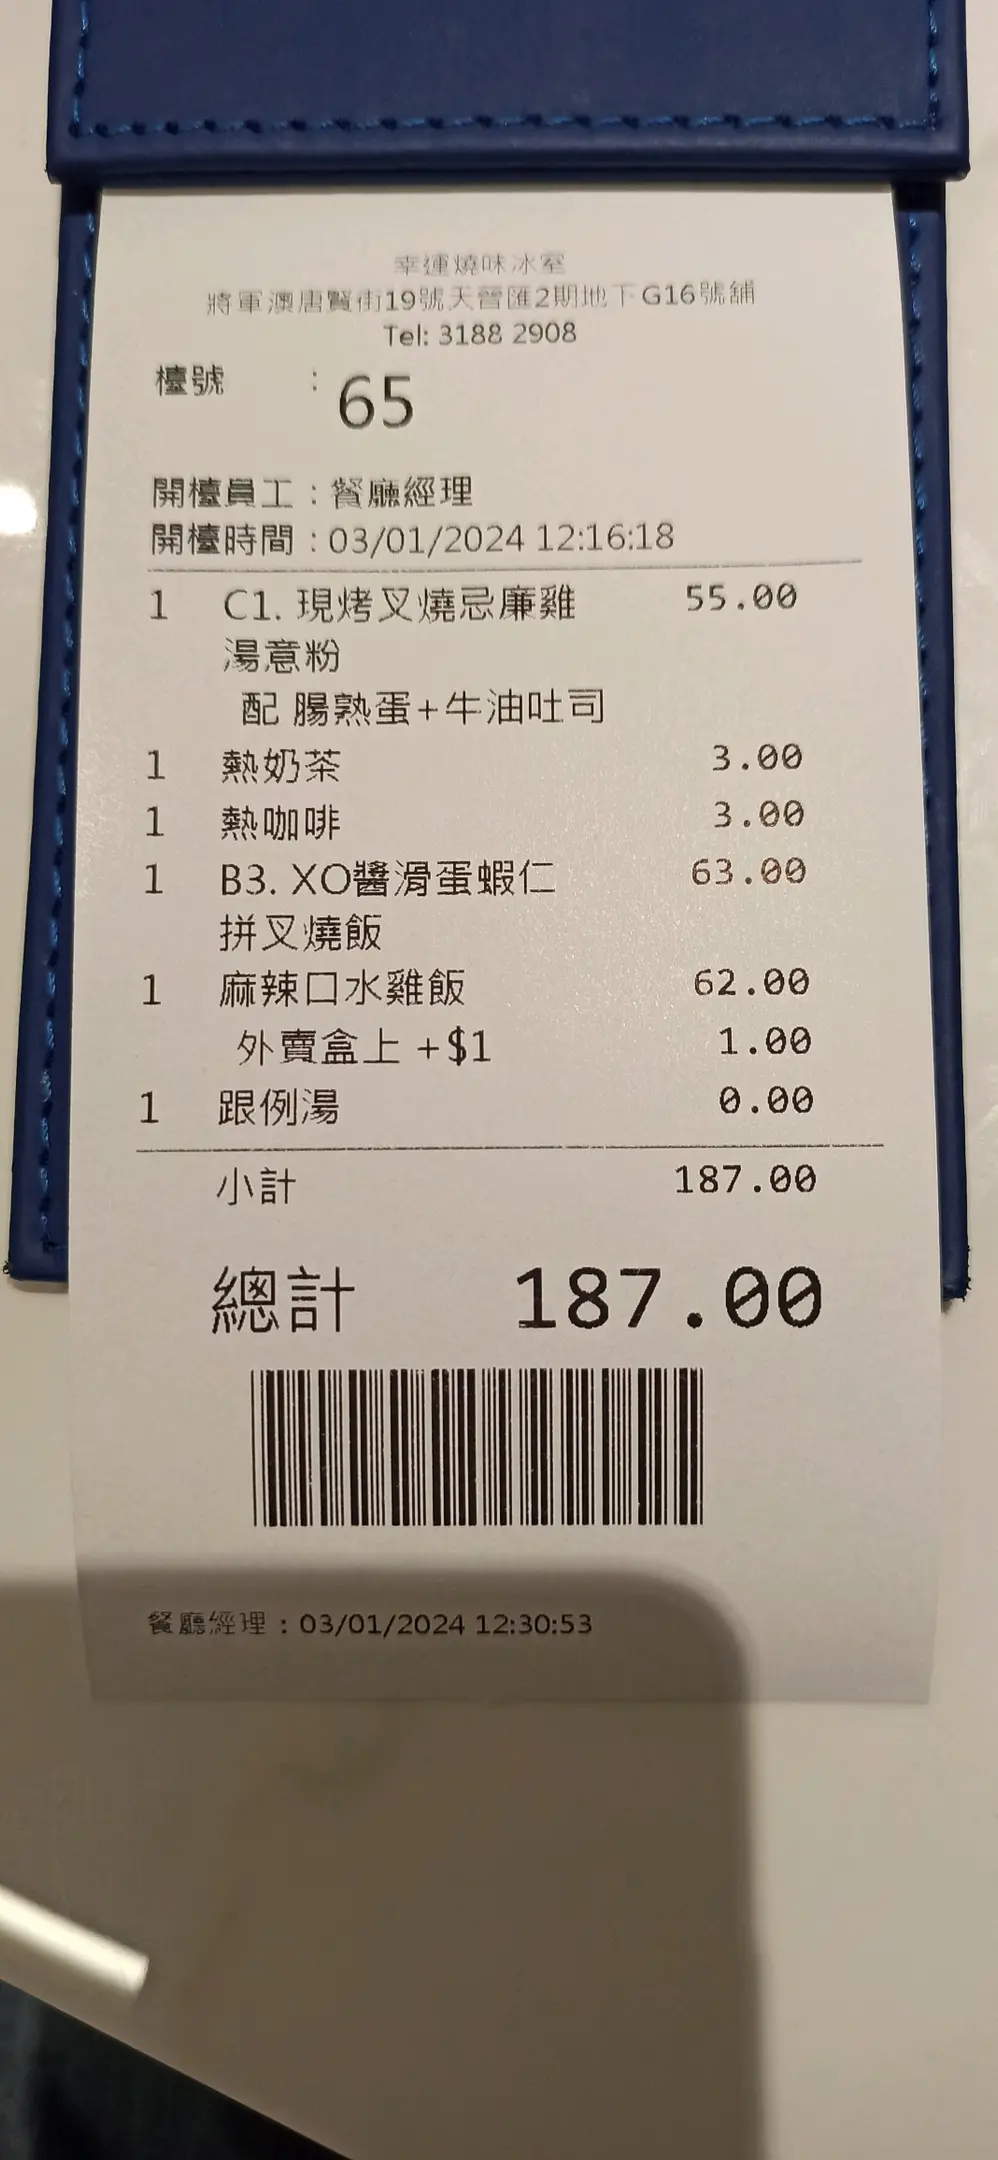 幸運燒味冰室
將軍澳唐賢街19號天晉匯2期地下G16號舖
Tel: 3188 2908
檯號 : 65
開檯員工 : 餐廳經理
開檯時間 : 03/01/2024 12:16:18
1 C1. 現烤叉燒忌廉雞 55.00
湯意粉
配 腸熟蛋+牛油吐司
1 熱奶茶 3.00
1 熱咖啡 3.00
1 B3. XO醬滑蛋蝦仁 63.00
拼叉燒飯
1 麻辣口水雞飯 62.00
外賣盒上 +$1 1.00
1 跟例湯 0.00
小計 187.00
總計 187.00
餐廳經理 : 03/01/2024 12:30:53